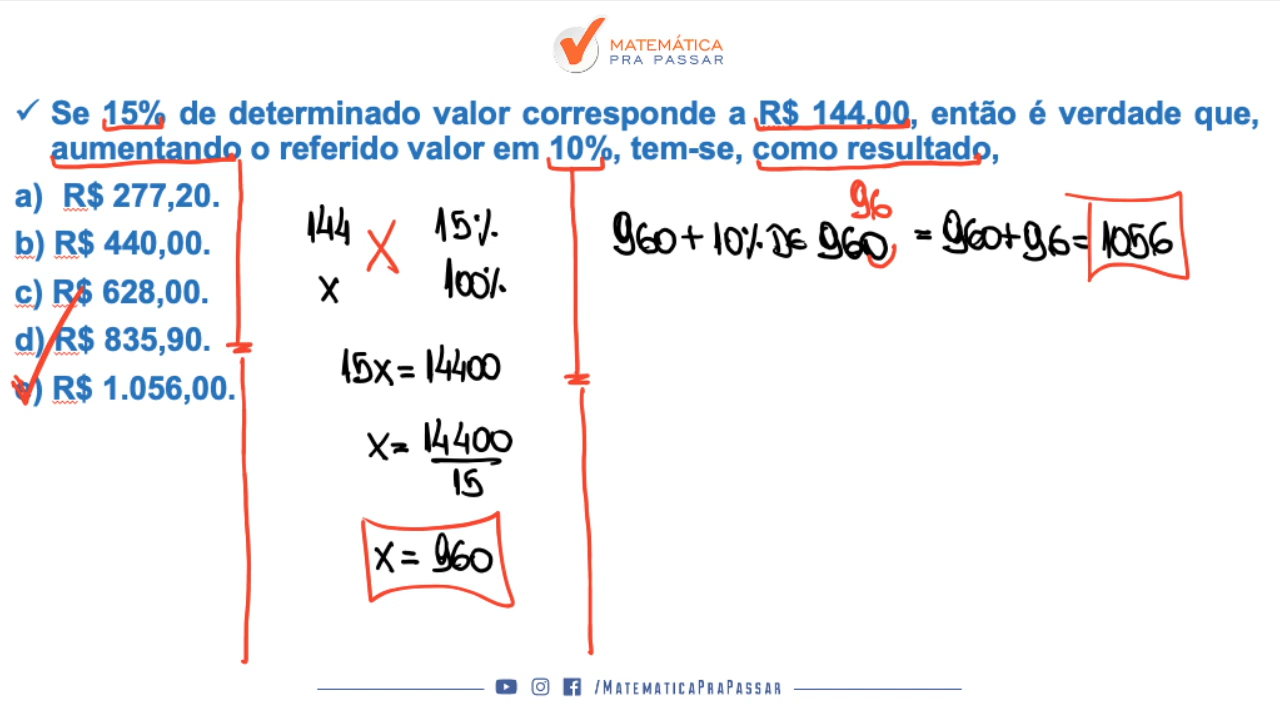 MATEMÁTICA
PRA PASSAR
✓ Se 15% de determinado valor corresponde a R$ 144,00, então é verdade que,
aumentando o referido valor em 10%, tem-se, como resultado,
a) R$ 277,20.
b) R$ 440,00.
c) R$ 628,00.
d) R$ 835,90.
e) R$ 1.056,00.
144 15%
x 100%
15x = 14400
x = 14400
15
x = 960
96
960 + 10% DE 960 = 960 + 96 = 1056
/MATEMATICAPRAPASSAR